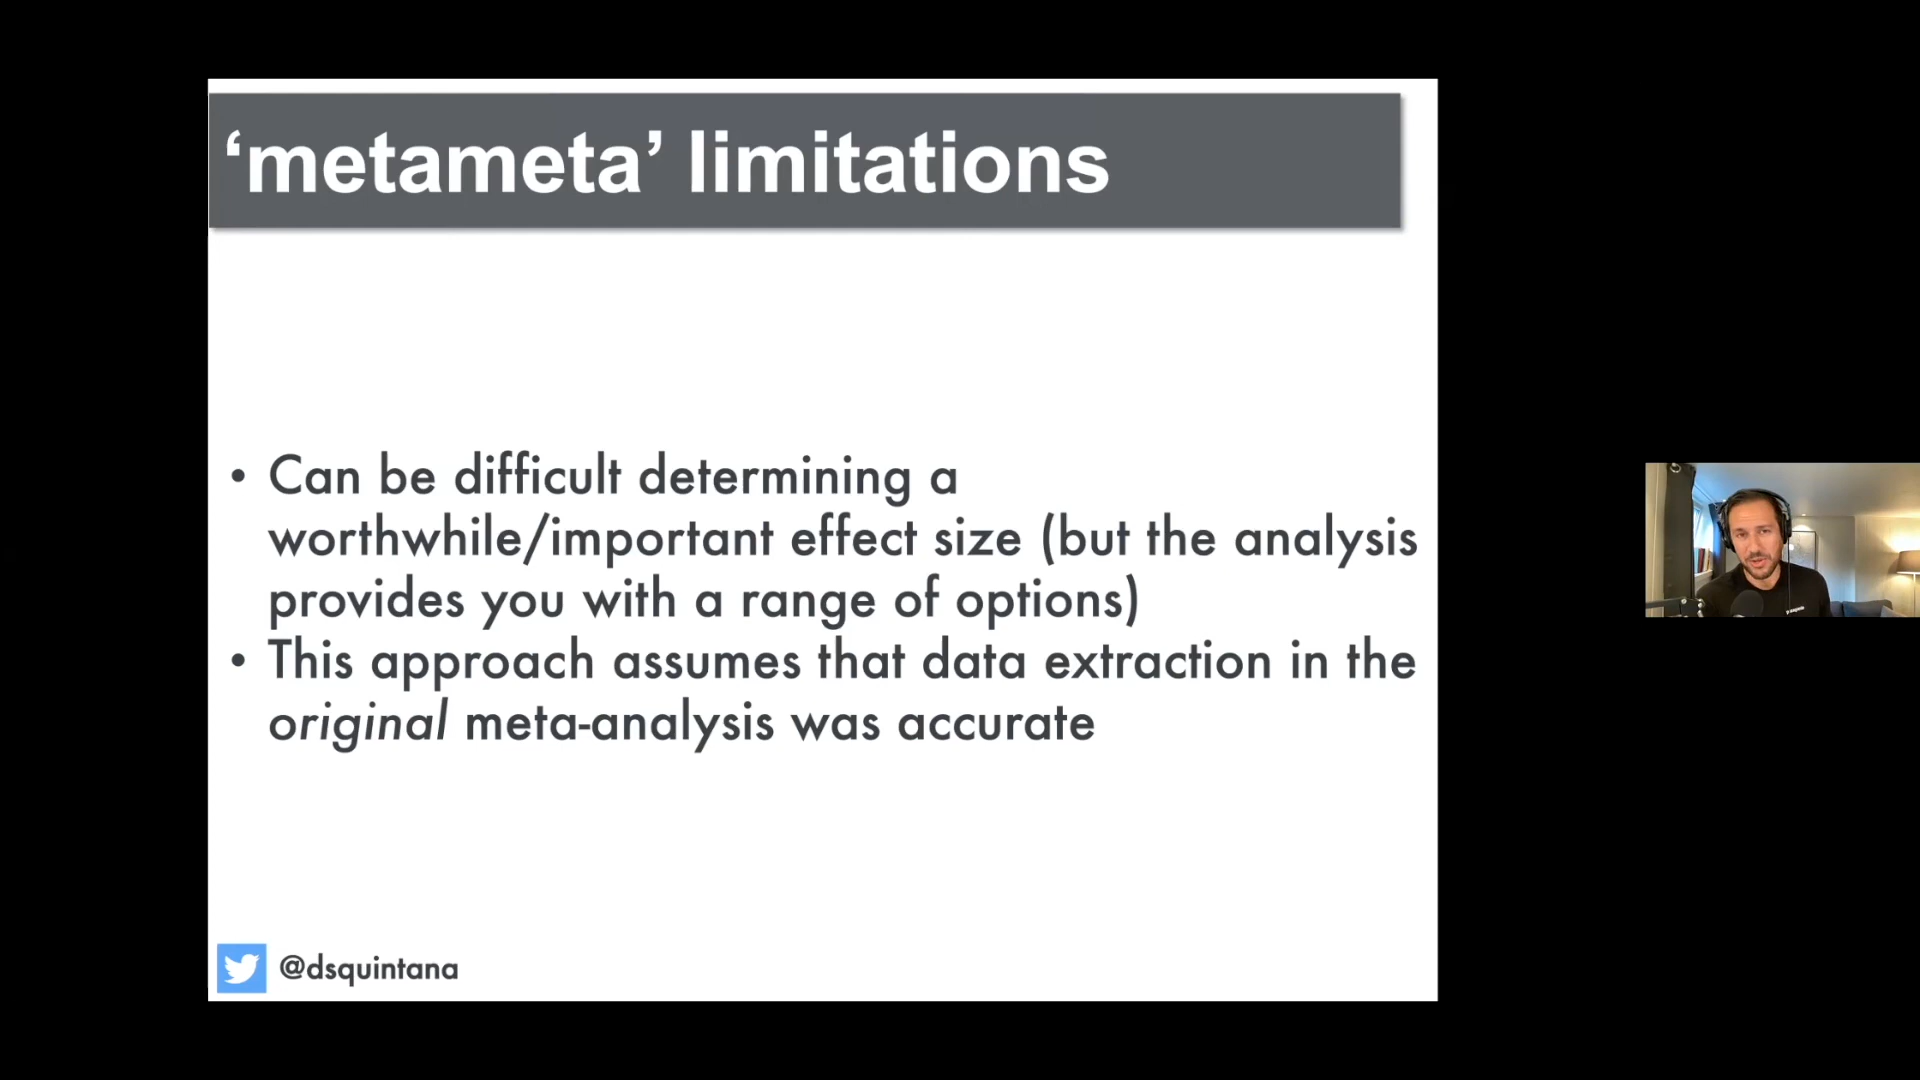 ‘metameta’ limitations
• Can be difficult determining a
worthwhile/important effect size (but the analysis
provides you with a range of options)
• This approach assumes that data extraction in the
original meta-analysis was accurate
@dsquintana